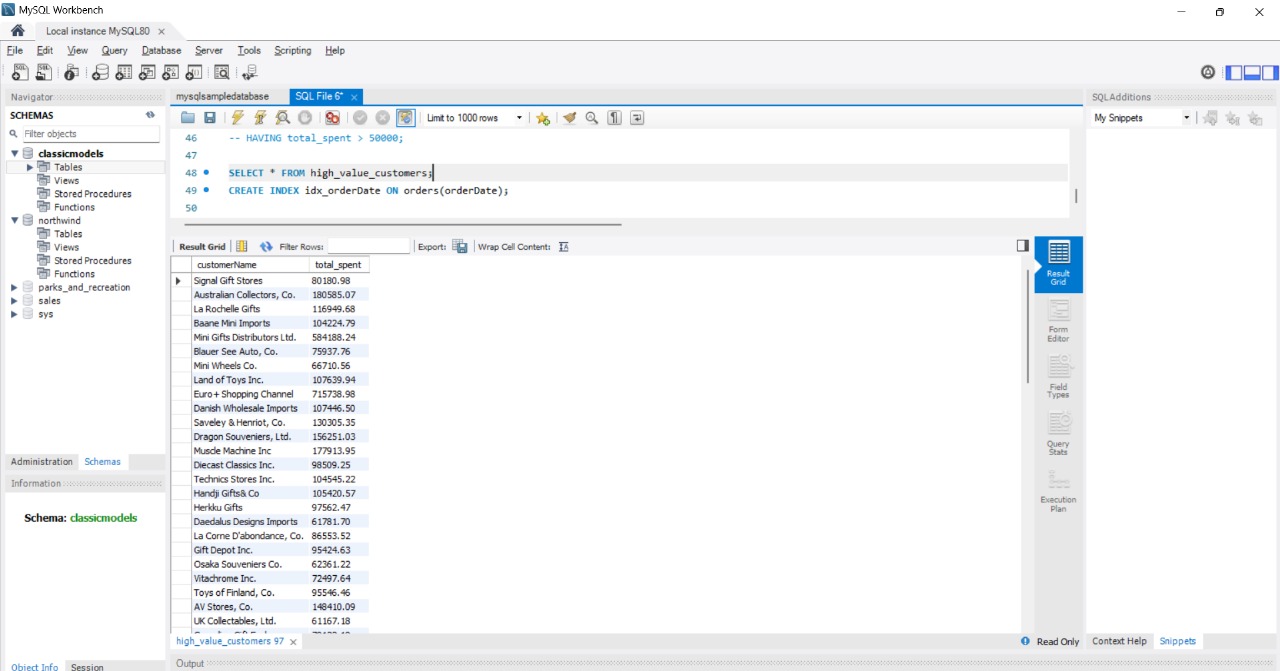 MySQL Workbench
Local instance MySQL80
File Edit View Query Database Server Tools Scripting Help
Navigator
SCHEMAS
Filter objects
classicmodels
Tables
Views
Stored Procedures
Functions
northwind
Tables
Views
Stored Procedures
Functions
parks_and_recreation
sales
sys
Administration Schemas
Information
Schema: classicmodels
Object Info Session
mysqlsampledatabase SQL File 6*
Limit to 1000 rows
46 -- HAVING total_spent > 50000;
47
48 SELECT * FROM high_value_customers;
49 CREATE INDEX idx_orderDate ON orders(orderDate);
50
Result Grid Filter Rows: Export: Wrap Cell Content:
customerName total_spent
Signal Gift Stores 80180.98
Australian Collectors, Co. 180585.07
La Rochelle Gifts 116949.68
Baane Mini Imports 104224.79
Mini Gifts Distributors Ltd. 584188.24
Blauer See Auto, Co. 75937.76
Mini Wheels Co. 66710.56
Land of Toys Inc. 107639.94
Euro+ Shopping Channel 715738.98
Danish Wholesale Imports 107446.50
Saveley & Henriot, Co. 130305.35
Dragon Souveniers, Ltd. 156251.03
Muscle Machine Inc 177913.95
Diecast Classics Inc. 98509.25
Technics Stores Inc. 104545.22
Handji Gifts& Co 105420.57
Herkku Gifts 97562.47
Daedalus Designs Imports 61781.70
La Corne D'abondance, Co. 86553.52
Gift Depot Inc. 95424.63
Osaka Souveniers Co. 62361.22
Vitachrome Inc. 72497.64
Toys of Finland, Co. 95546.46
AV Stores, Co. 148410.09
UK Collectables, Ltd. 61167.18
high_value_customers 97
Read Only
Output
Result
Grid
Form
Editor
Field
Types
Query
Stats
Execution
Plan
SQLAdditions
My Snippets
Context Help Snippets